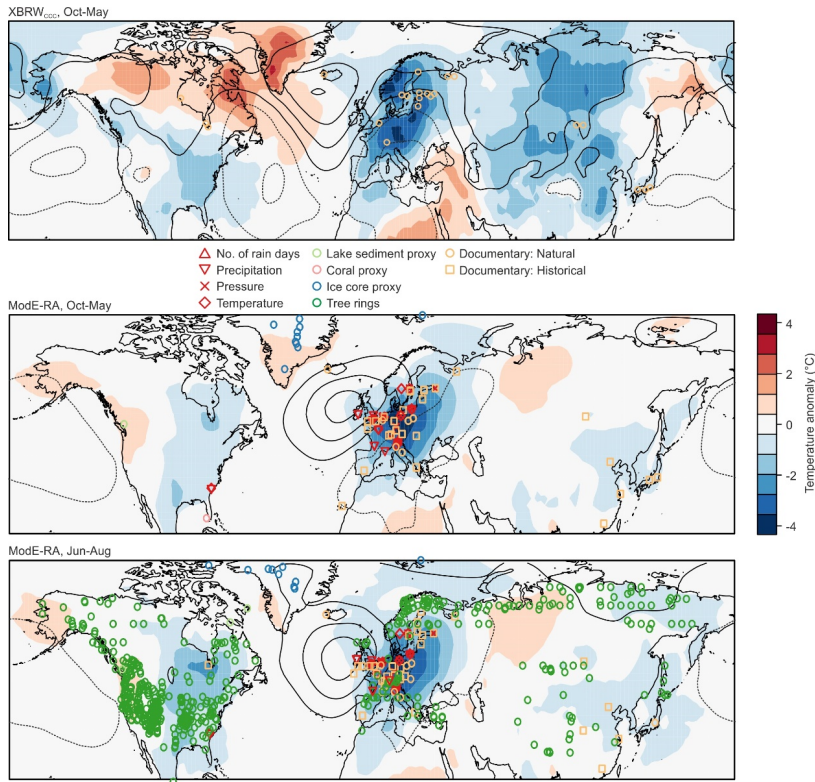 XBRWccc, Oct-May
No. of rain days
Precipitation
Pressure
Temperature
Lake sediment proxy
Coral proxy
Ice core proxy
Tree rings
Documentary: Natural
Documentary: Historical
ModE-RA, Oct-May
4
2
0
-2
-4
Temperature anomaly (°C)
ModE-RA, Jun-Aug